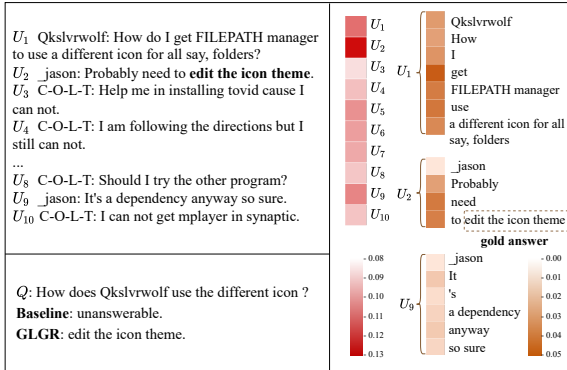 U1 Qkslvrwolf: How do I get FILEPATH manager
to use a different icon for all say, folders?
U2 _jason: Probably need to edit the icon theme.
U3 C-O-L-T: Help me in installing tovid cause I
can not.
U4 C-O-L-T: I am following the directions but I
still can not.
...
U8 C-O-L-T: Should I try the other program?
U9 _jason: It's a dependency anyway so sure.
U10 C-O-L-T: I can not get mplayer in synaptic.
Q: How does Qkslvrwolf use the different icon ?
Baseline: unanswerable.
GLGR: edit the icon theme.
U1
U2
U3
U4
U5
U6
U7
U8
U9
U10
0.08
0.09
0.10
0.11
0.12
0.13
U1
Qkslvrwolf
How
I
get
FILEPATH manager
use
a different icon for all
say, folders
U2
_jason
Probably
need
to edit the icon theme
gold answer
U9
_jason
It
's
a dependency
anyway
so sure
0.00
0.01
0.02
0.03
0.04
0.05